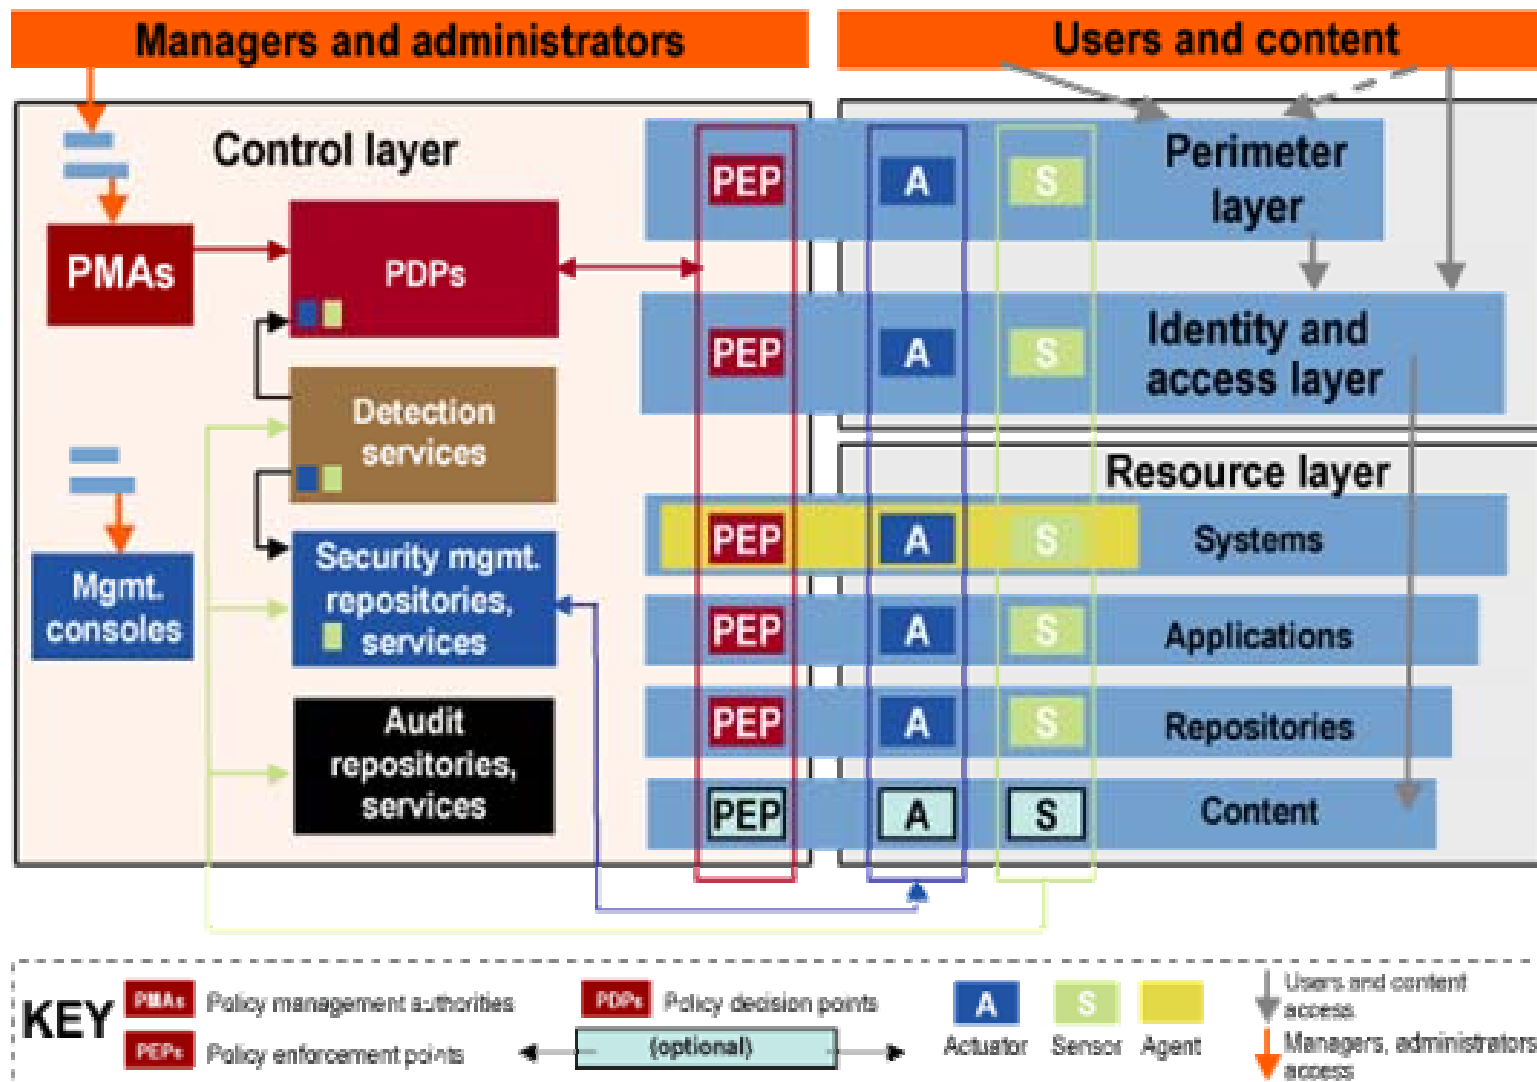 Managers and administrators
Users and content
Control layer
PEP
A
S
Perimeter
layer
PMAs
PDPs
PEP
A
S
Identity and
access layer
Detection
services
Resource layer
PEP
A
S
Systems
Mgmt.
consoles
Security mgmt.
repositories,
services
PEP
A
S
Applications
Audit
repositories,
services
PEP
A
S
Repositories
PEP
A
S
Content
KEY
PMAs
Policy management authorities
PDPs
Policy decision points
A
S
Actuator
Sensor
Agent
Users and content
access
PEPs
Policy enforcement points
(optional)
Managers, administrators
access